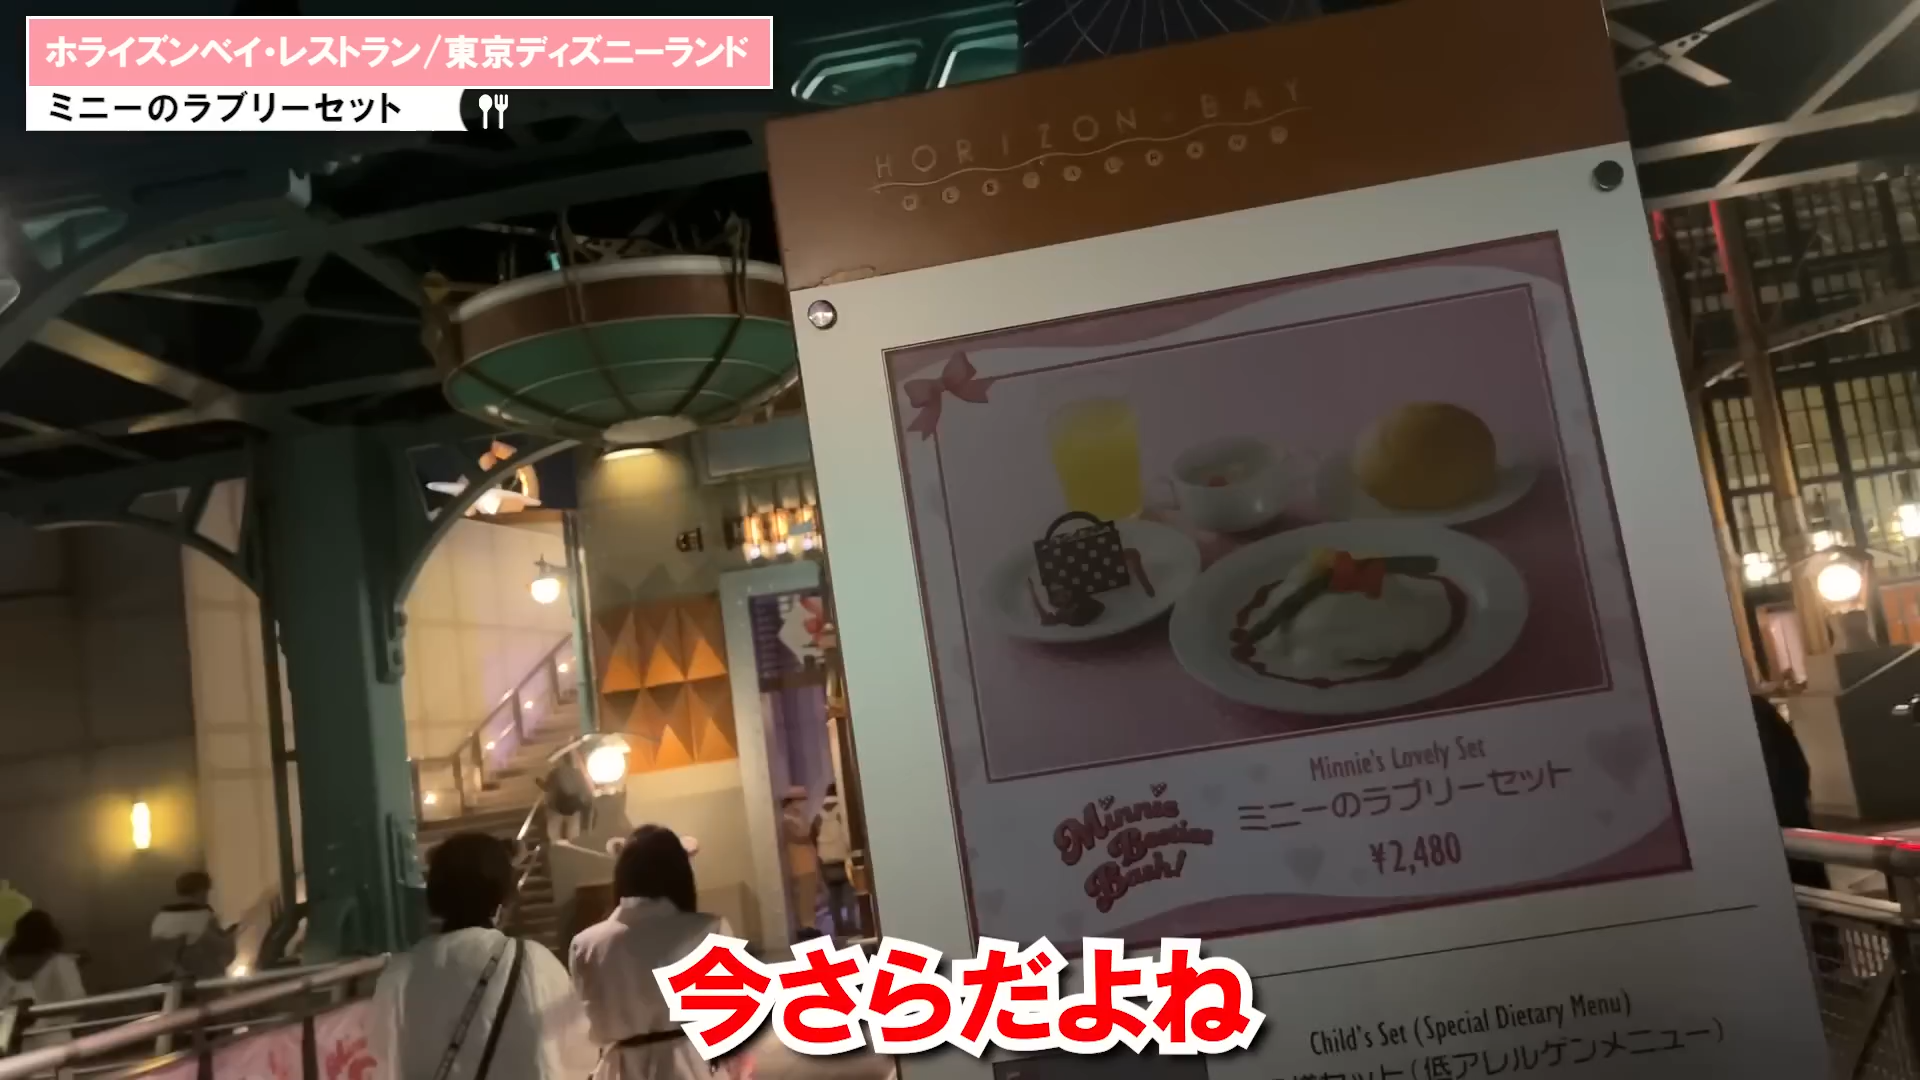 ホライズンベイ・レストラン/東京ディズニーランド
ミニーのラブリーセット
HORIZON BAY
RESTAURANT
Minnie's Lovely Set
ミニーのラブリーセット
¥2,480
Minnie
Besties
Bash!
今さらだよね
Child's Set (Special Dietary Menu)
セット(低アレルゲンメニュー)